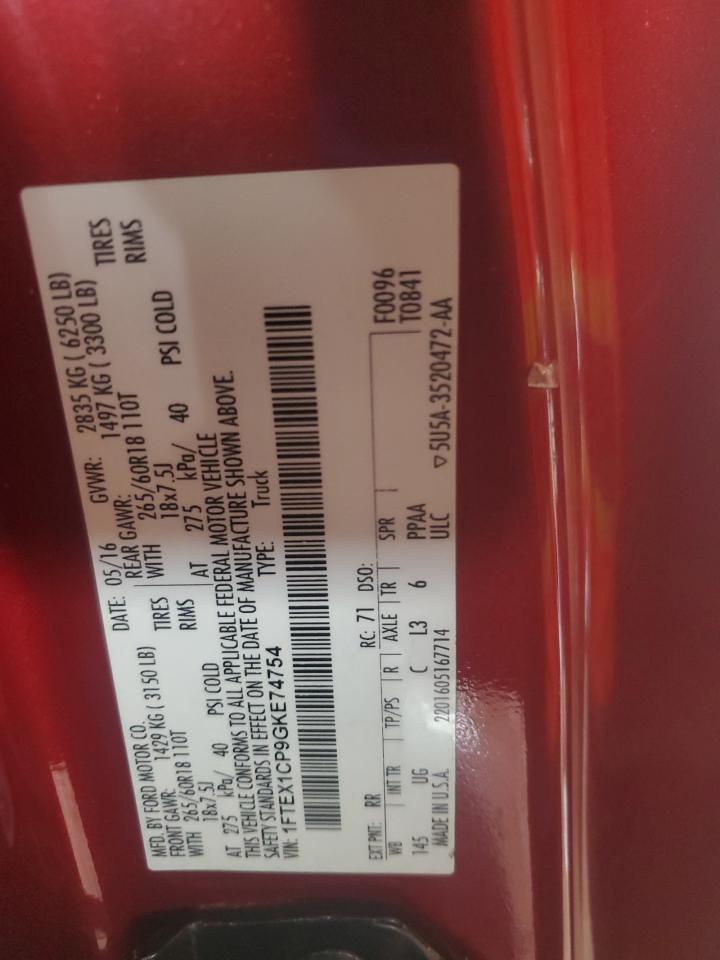 MFD. BY FORD MOTOR CO.
DATE: 05/16 GVWR: 2835 KG ( 6250 LB)
FRONT GAWR: 1429 KG ( 3150 LB) REAR GAWR: 1497 KG ( 3300 LB)
WITH 265/60R18 110T TIRES WITH 265/60R18 110T TIRES
18x7.5J RIMS 18x7.5J RIMS
AT 275 kPa/ 40 PSI COLD AT 275 kPa/ 40 PSI COLD
THIS VEHICLE CONFORMS TO ALL APPLICABLE FEDERAL MOTOR VEHICLE
SAFETY STANDARDS IN EFFECT ON THE DATE OF MANUFACTURE SHOWN ABOVE.
VIN: 1FTEX1CP9GKE74754 TYPE: Truck
EXT PNT: RR RC: 71 DSO:
WB INT TR TP/PS R AXLE TR SPR F0096
145 UG C L3 6 PPAA T0841
MADE IN U.S.A. 2201605167714 ULC ▽5U5A-3520472-AA